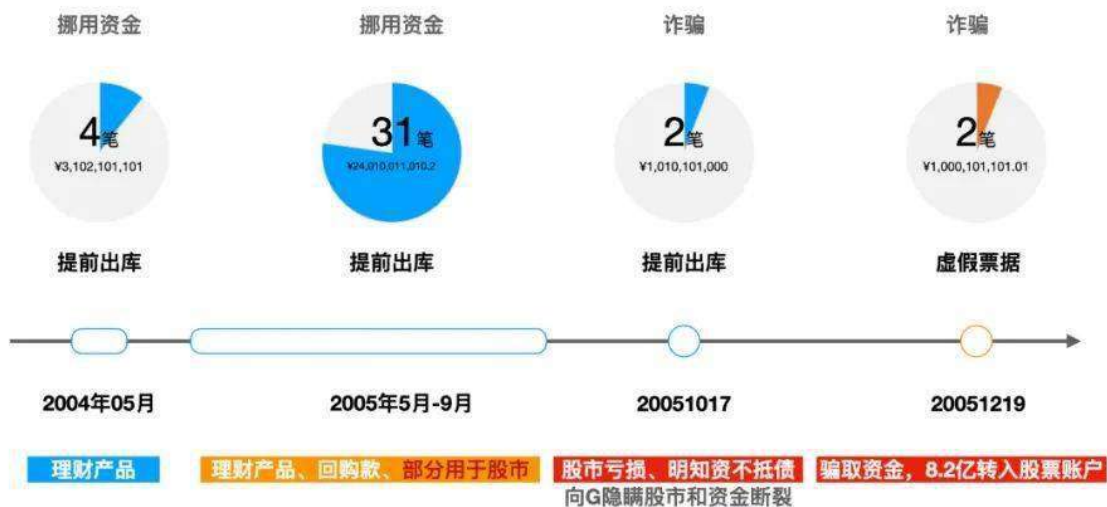 挪用资金 挪用资金 诈骗 诈骗
4笔 31笔 2笔 2笔
¥3,102,101,101 ¥24,010,011,010.2 ¥1,010,101,000 ¥1,000,101,101.01
提前出库 提前出库 提前出库 虚假票据
2004年05月 2005年5月-9月 20051017 20051219
理财产品 理财产品、回购款、部分用于股市 股市亏损、明知资不抵债 骗取资金，8.2亿转入股票账户
向G隐瞒股市和资金断裂